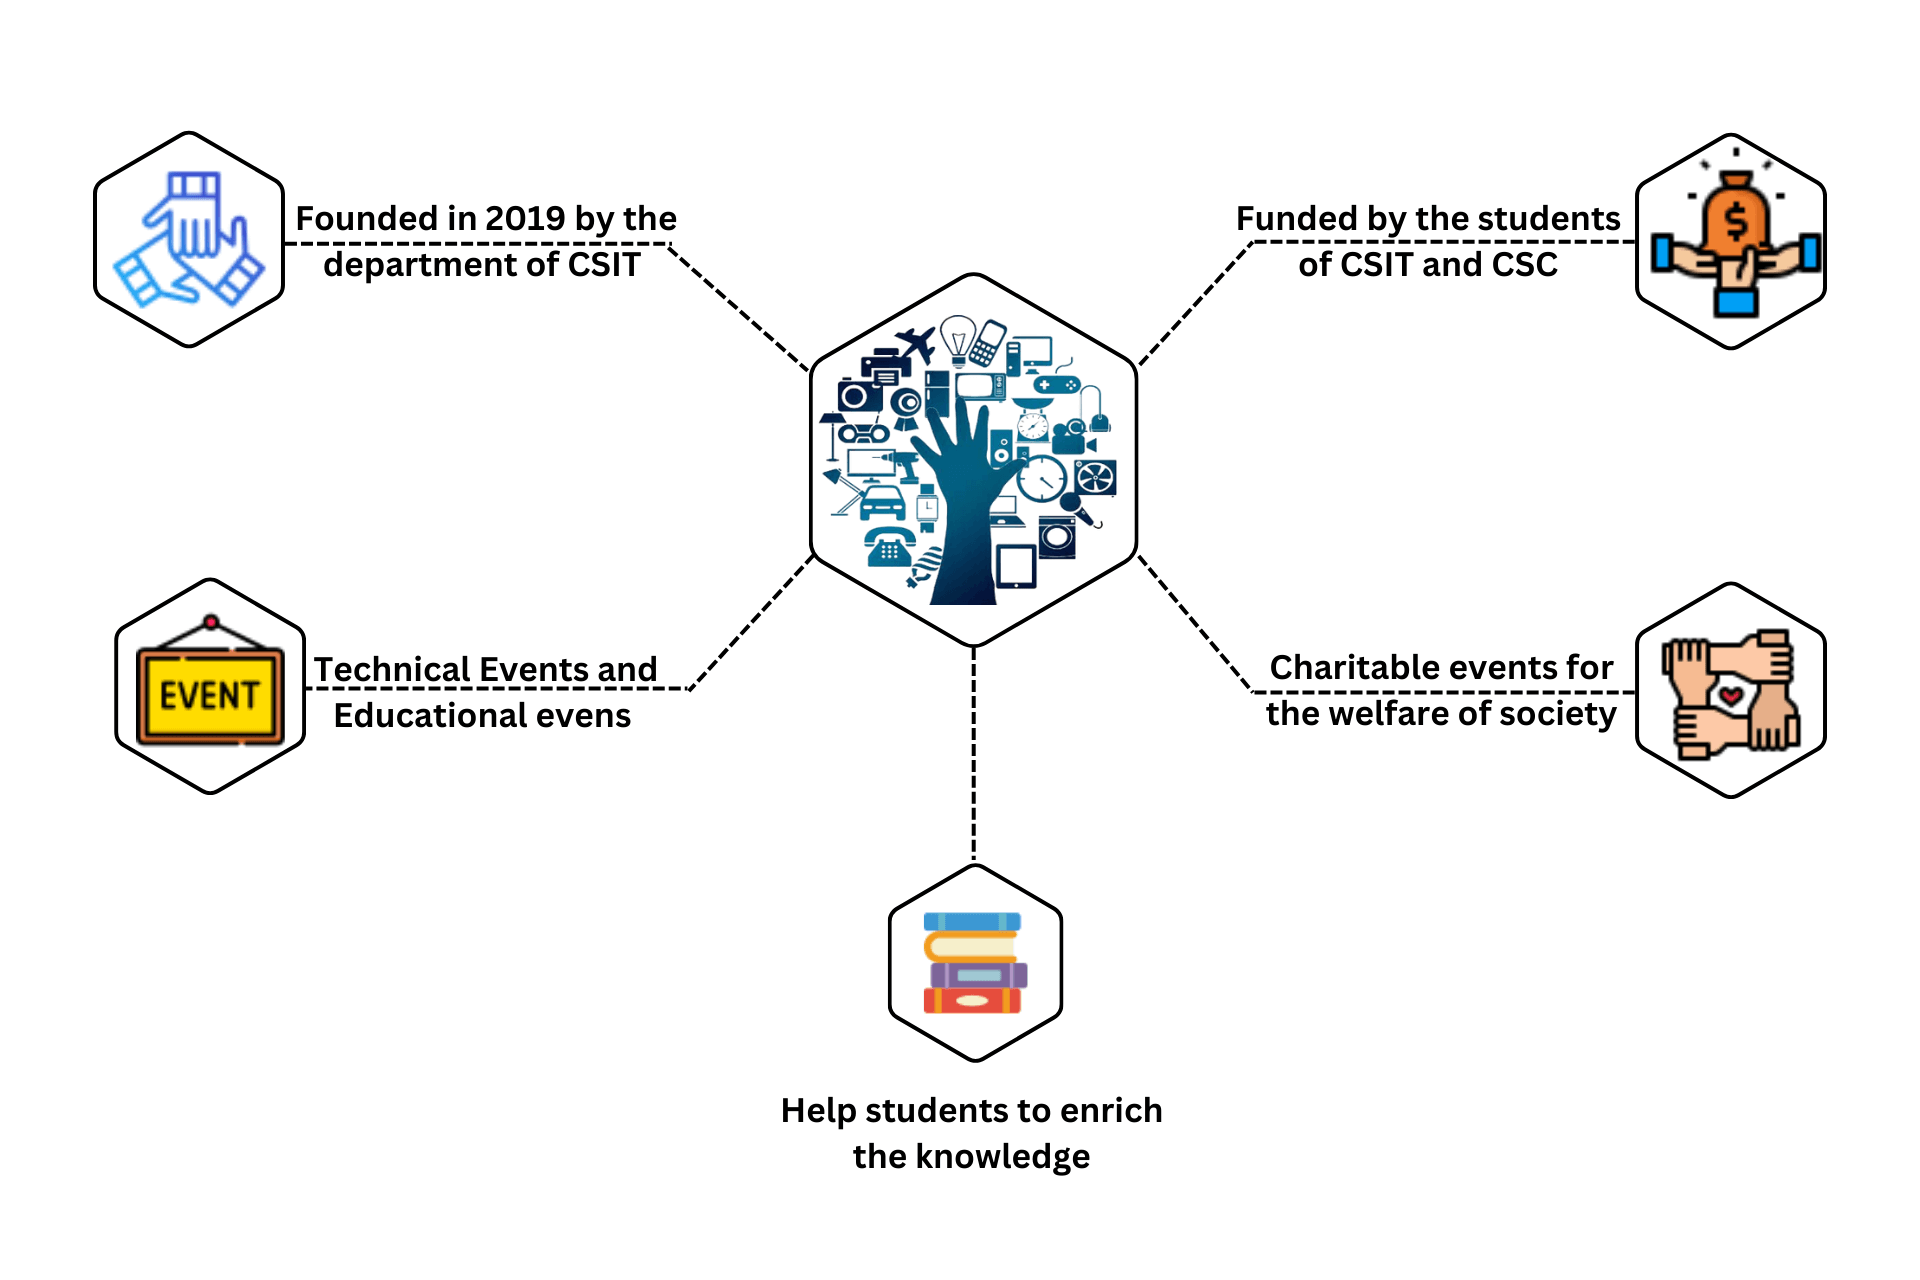 Founded in 2019 by the
department of CSIT
Funded by the students
of CSIT and CSC
$
EVENT
Technical Events and
Educational evens
Charitable events for
the welfare of society
Help students to enrich
the knowledge